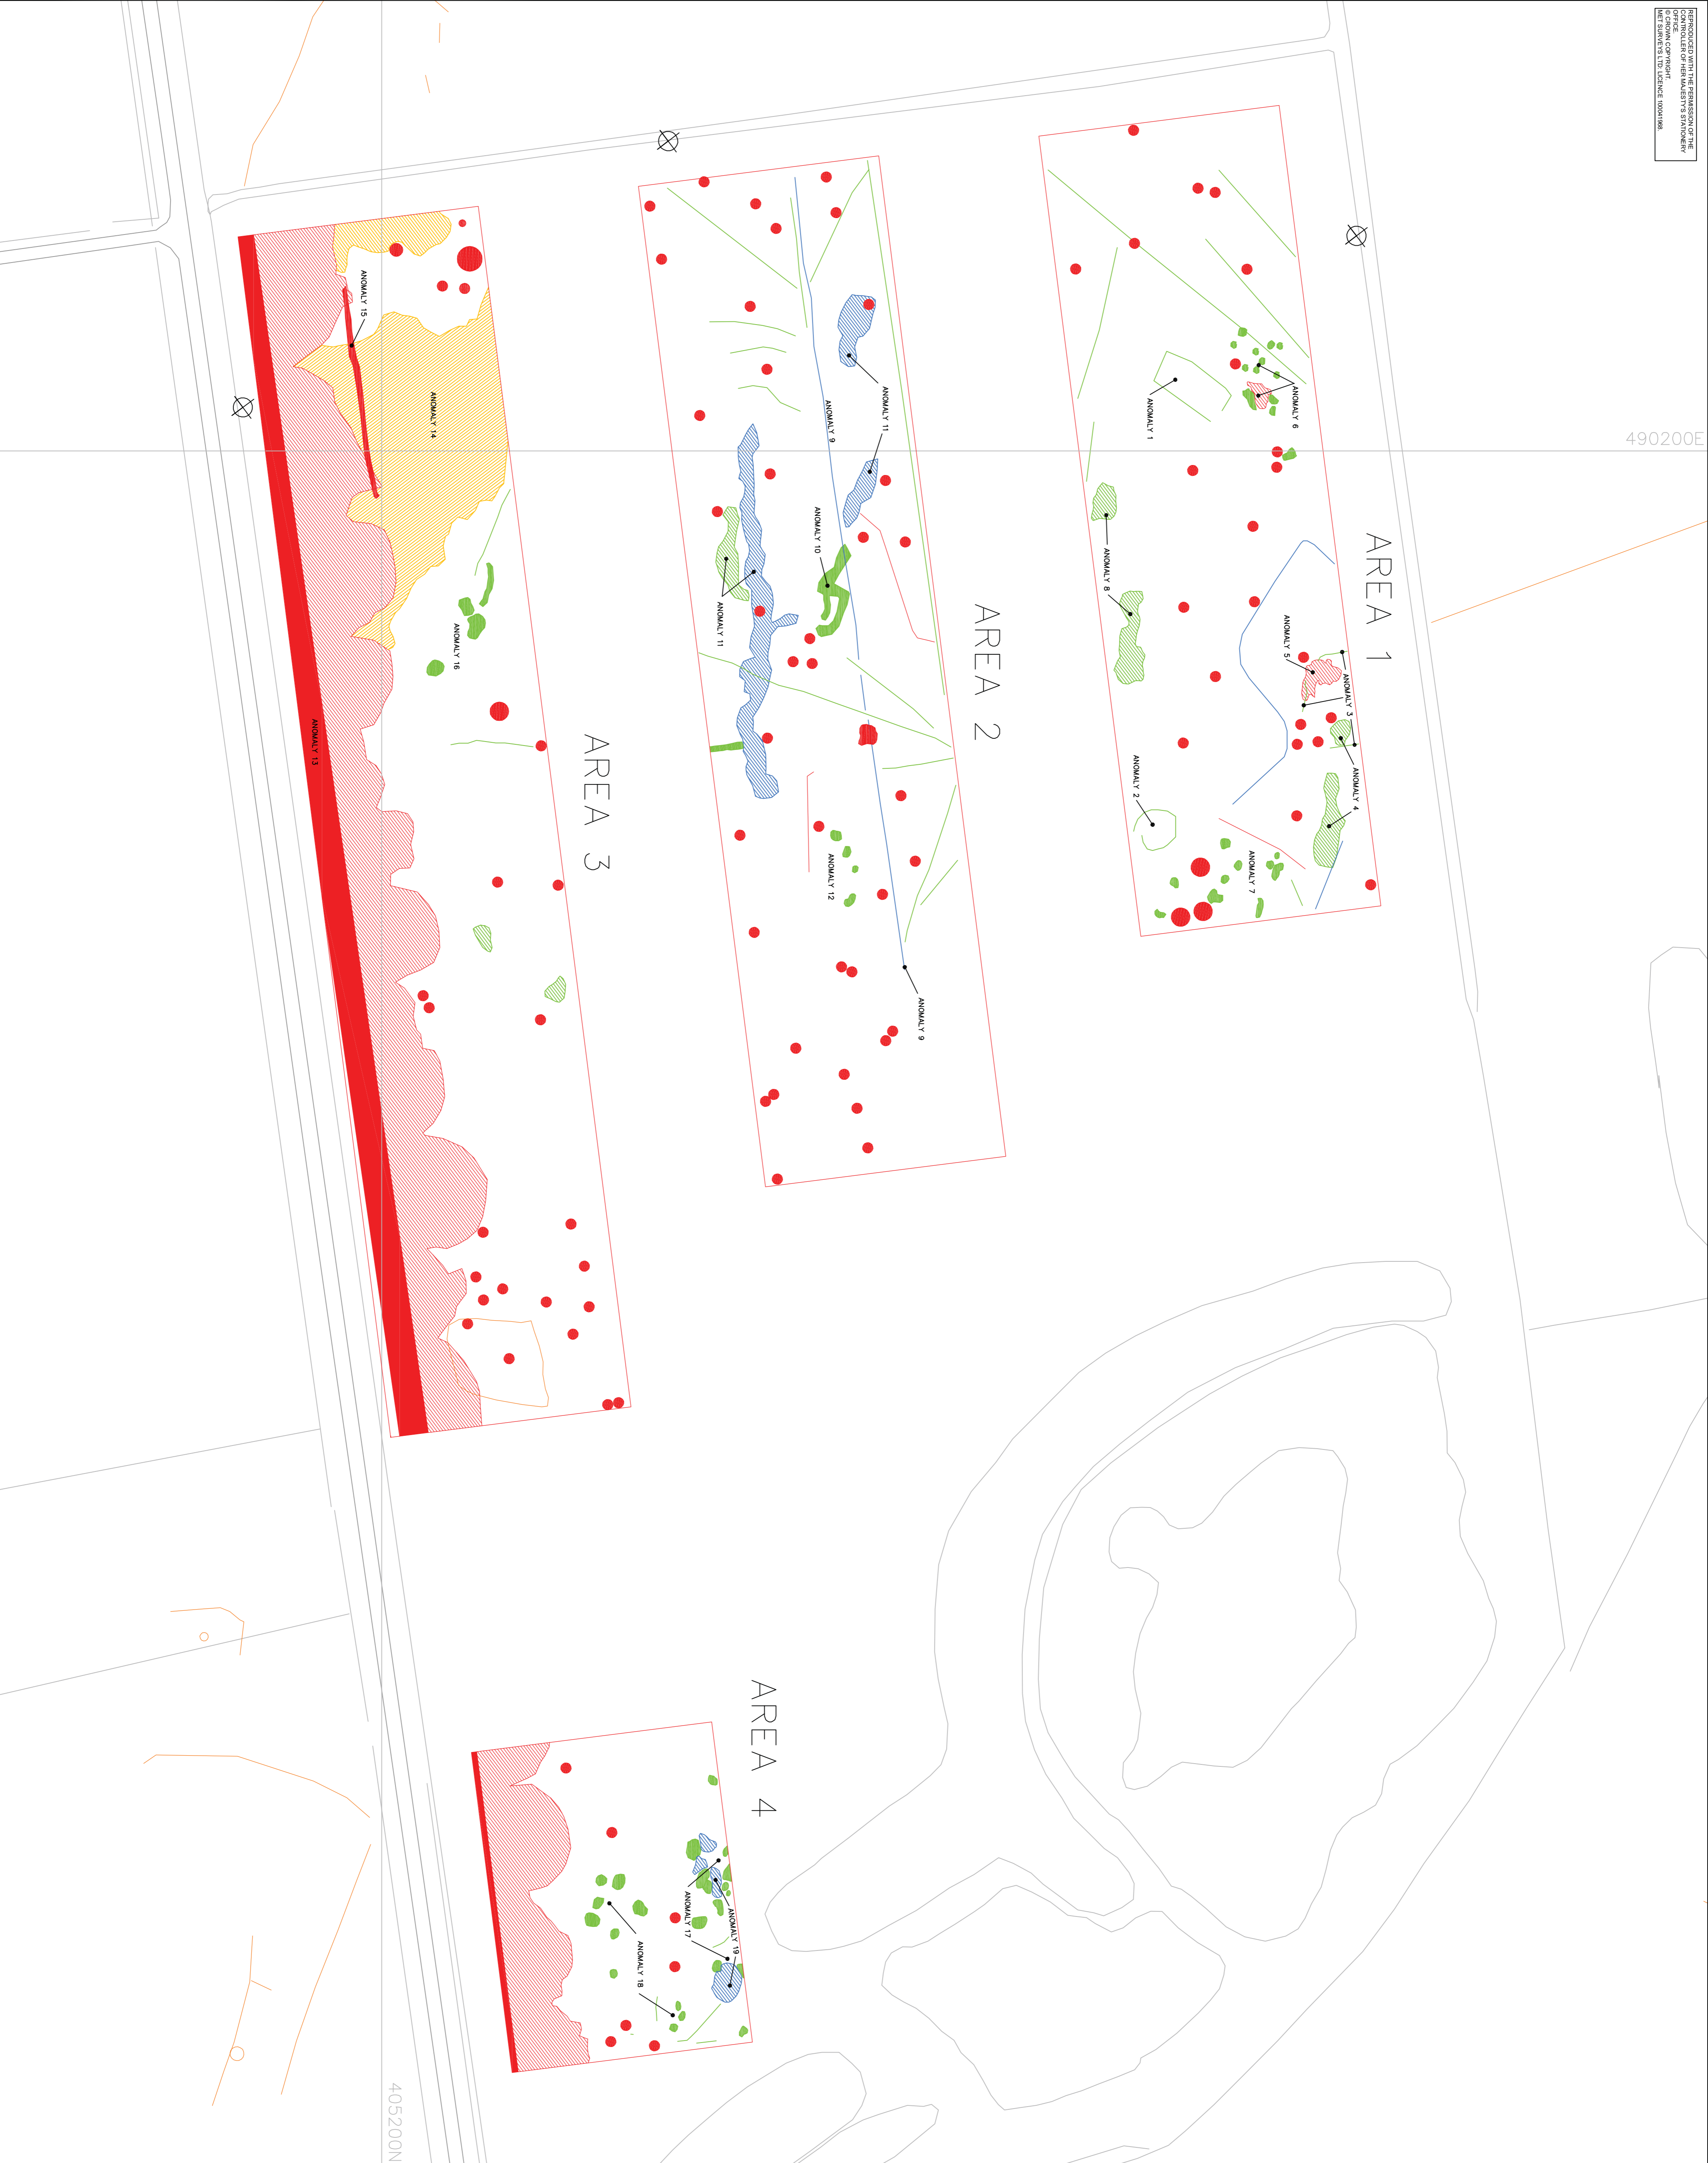 REPRODUCED WITH THE PERMISSION OF THE
CONTROLLER OF HER MAJESTY'S STATIONERY
OFFICE.
© CROWN COPYRIGHT.
MET SURVEYS LTD: LICENCE 100041988.
490200E
AREA 1
ANOMALY 6
ANOMALY 1
ANOMALY 8
ANOMALY 5
ANOMALY 3
ANOMALY 4
ANOMALY 2
ANOMALY 7
AREA 2
ANOMALY 11
ANOMALY 9
ANOMALY 10
ANOMALY 11
ANOMALY 12
ANOMALY 9
AREA 3
ANOMALY 15
ANOMALY 14
ANOMALY 16
ANOMALY 13
AREA 4
ANOMALY 19
ANOMALY 17
ANOMALY 18
405200N